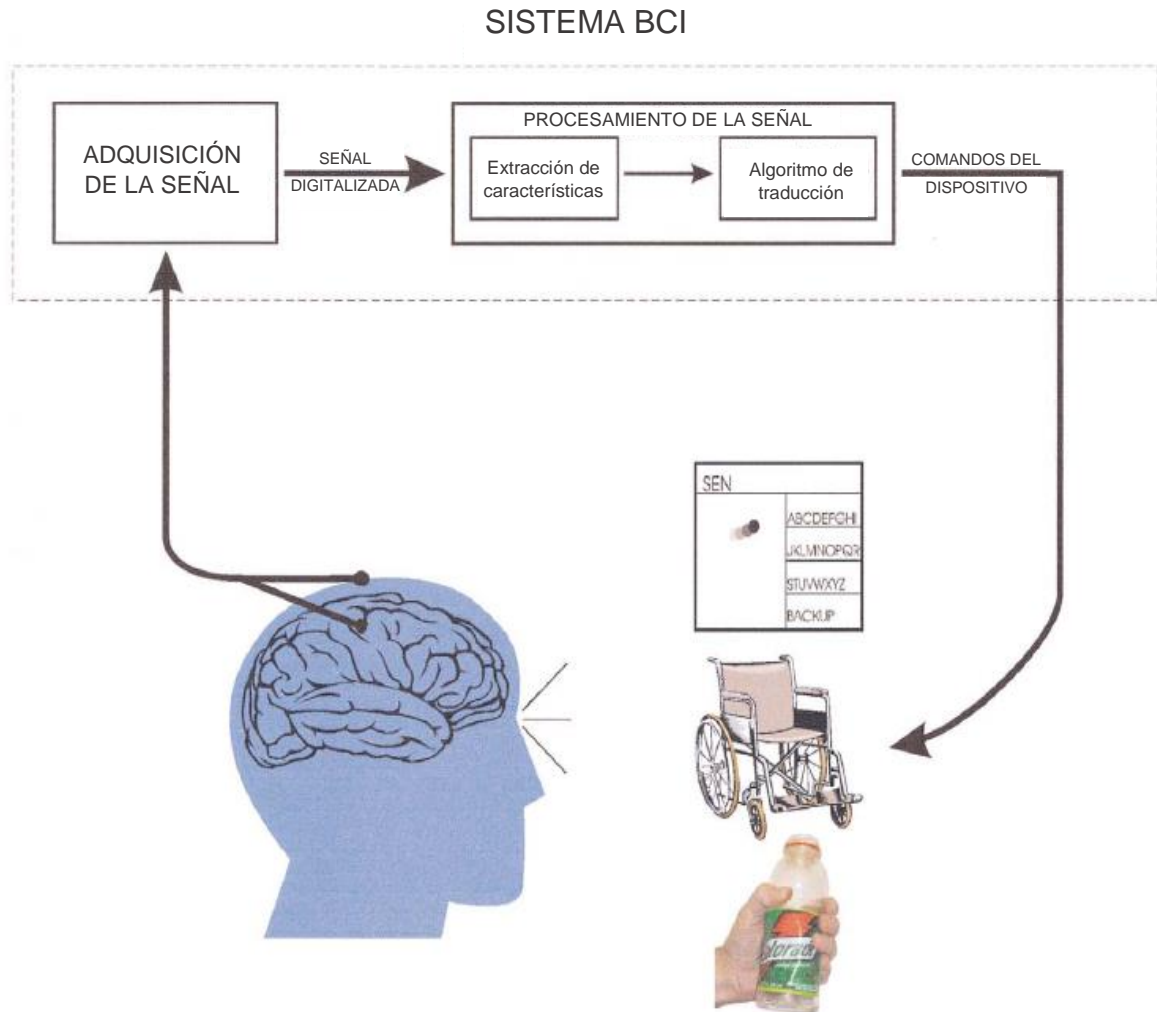 SISTEMA BCI
ADQUISICIÓN
DE LA SEÑAL
SEÑAL
DIGITALIZADA
PROCESAMIENTO DE LA SEÑAL
Extracción de
características
Algoritmo de
traducción
COMANDOS DEL
DISPOSITIVO
SEN
ABCDEFGHI
JKLMNOPQR
STUVWXYZ
BACKUP